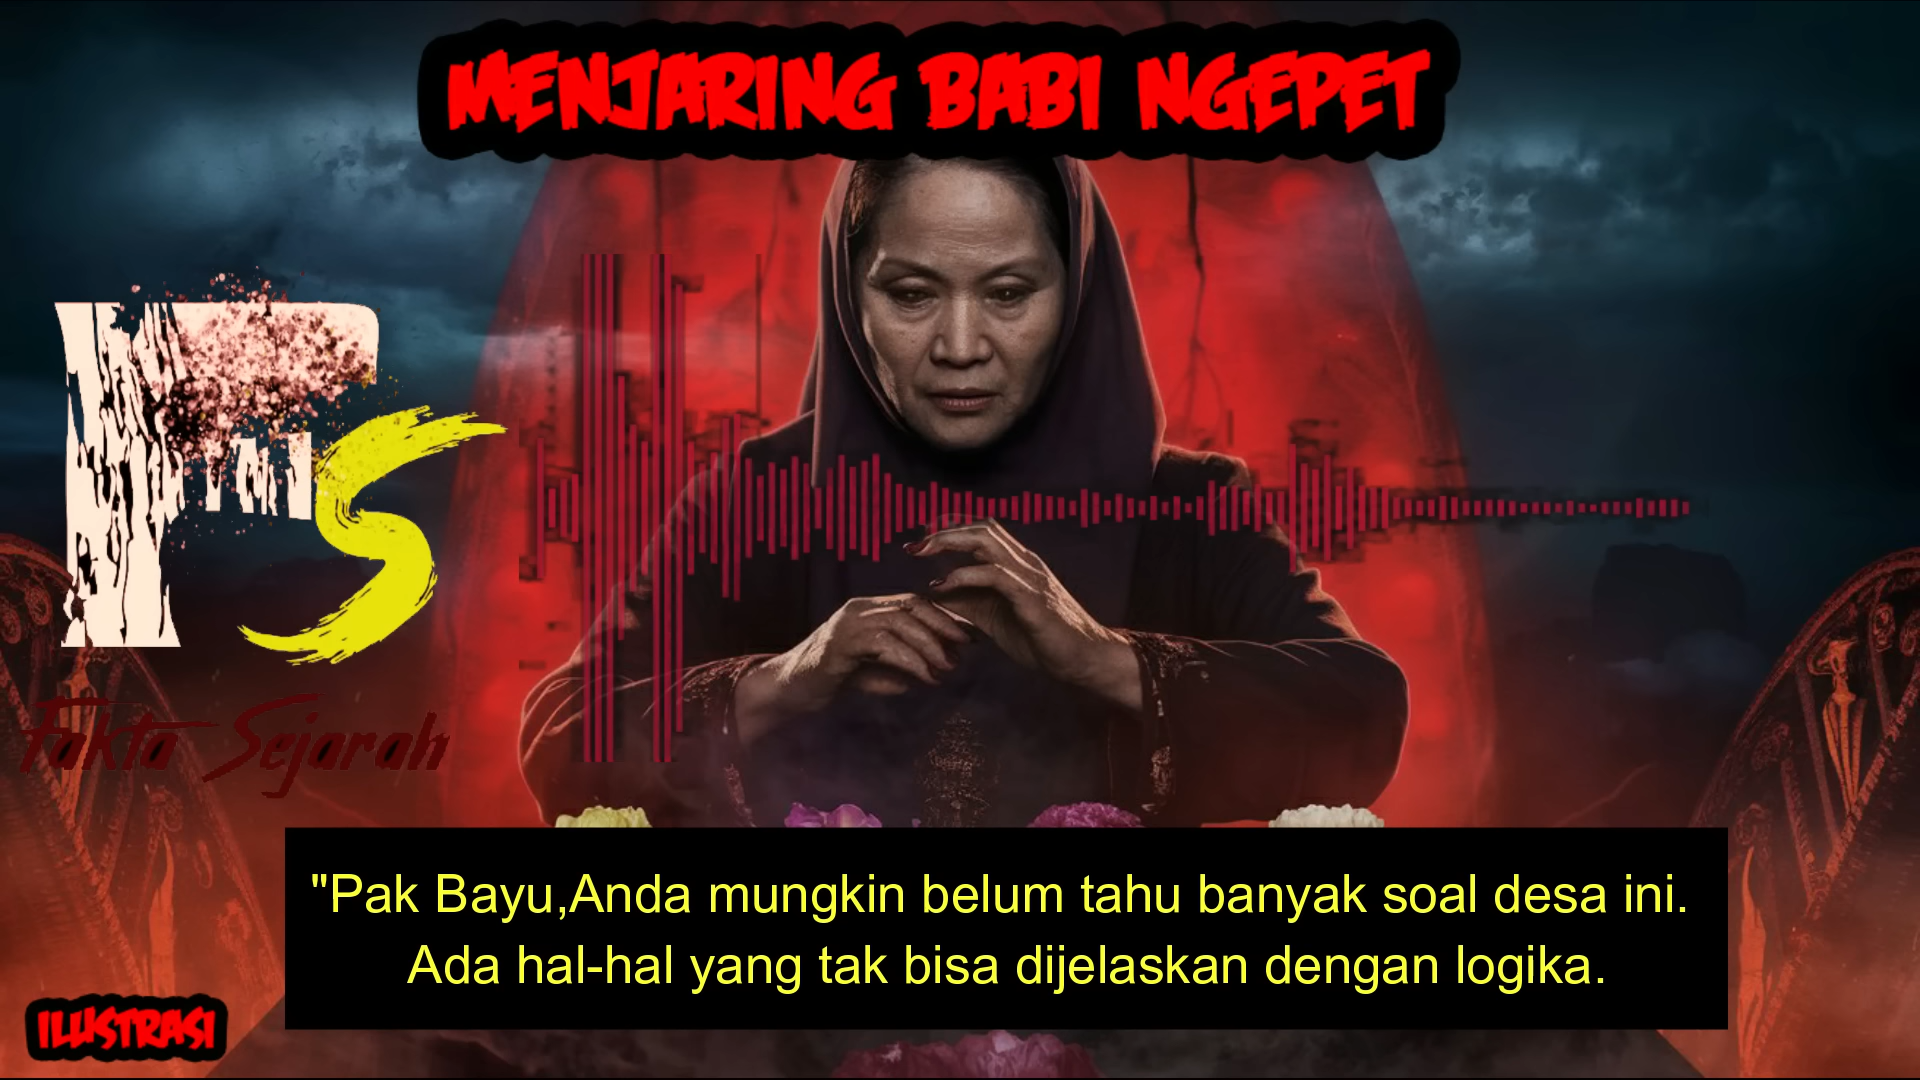 MENJARING BABI NGEPET
FS
Fakta Sejarah
"Pak Bayu,Anda mungkin belum tahu banyak soal desa ini.
Ada hal-hal yang tak bisa dijelaskan dengan logika.
ILUSTRASI